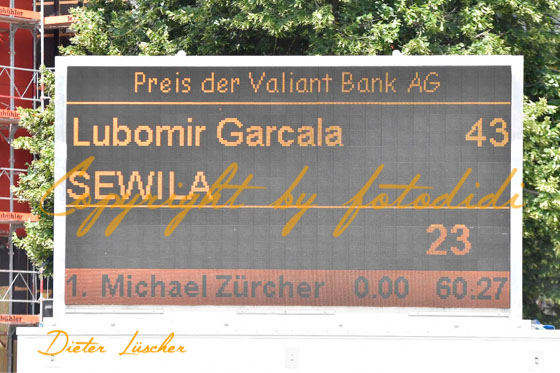 Preis der Valiant Bank AG
Lubomir Garcala 43
SEWILA
Copyright by fotodidi
23
1. Michael Zürcher 0.00 60.27
Dieter Lüscher